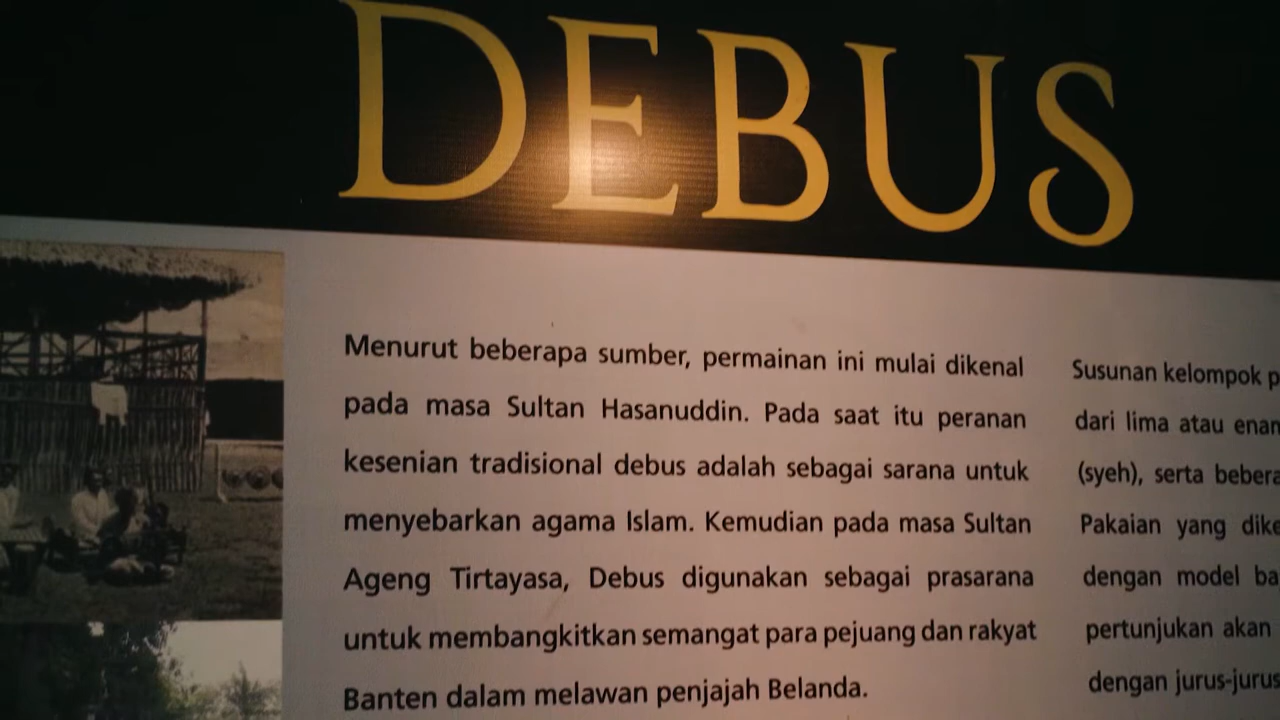 DEBUS
Menurut beberapa sumber, permainan ini mulai dikenal
pada masa Sultan Hasanuddin. Pada saat itu peranan
kesenian tradisional debus adalah sebagai sarana untuk
menyebarkan agama Islam. Kemudian pada masa Sultan
Ageng Tirtayasa, Debus digunakan sebagai prasarana
untuk membangkitkan semangat para pejuang dan rakyat
Banten dalam melawan penjajah Belanda.
Susunan kelompok
dari lima atau
(syeh), serta
Pakaian yang
dengan model
pertunjukan akan
dengan jurus-jurus